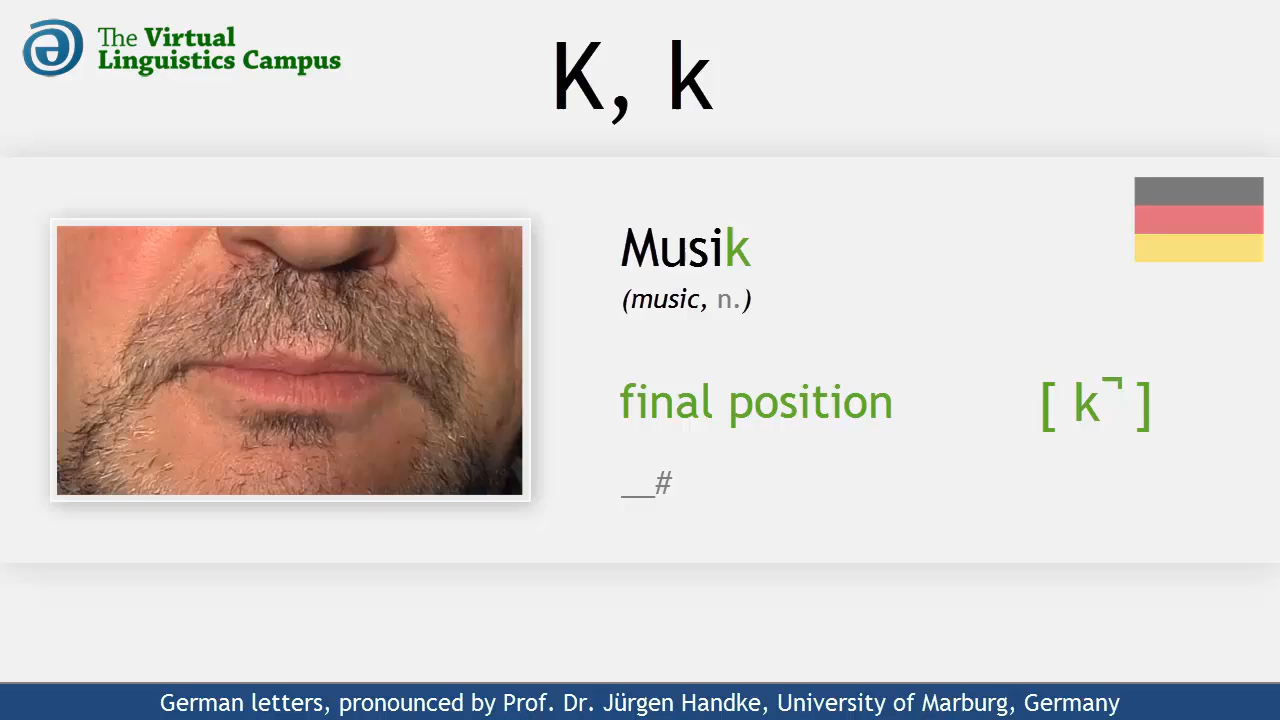 The Virtual
Linguistics Campus
K, k
Musik
(music, n.)
final position [ k̚ ]
__#
German letters, pronounced by Prof. Dr. Jürgen Handke, University of Marburg, Germany